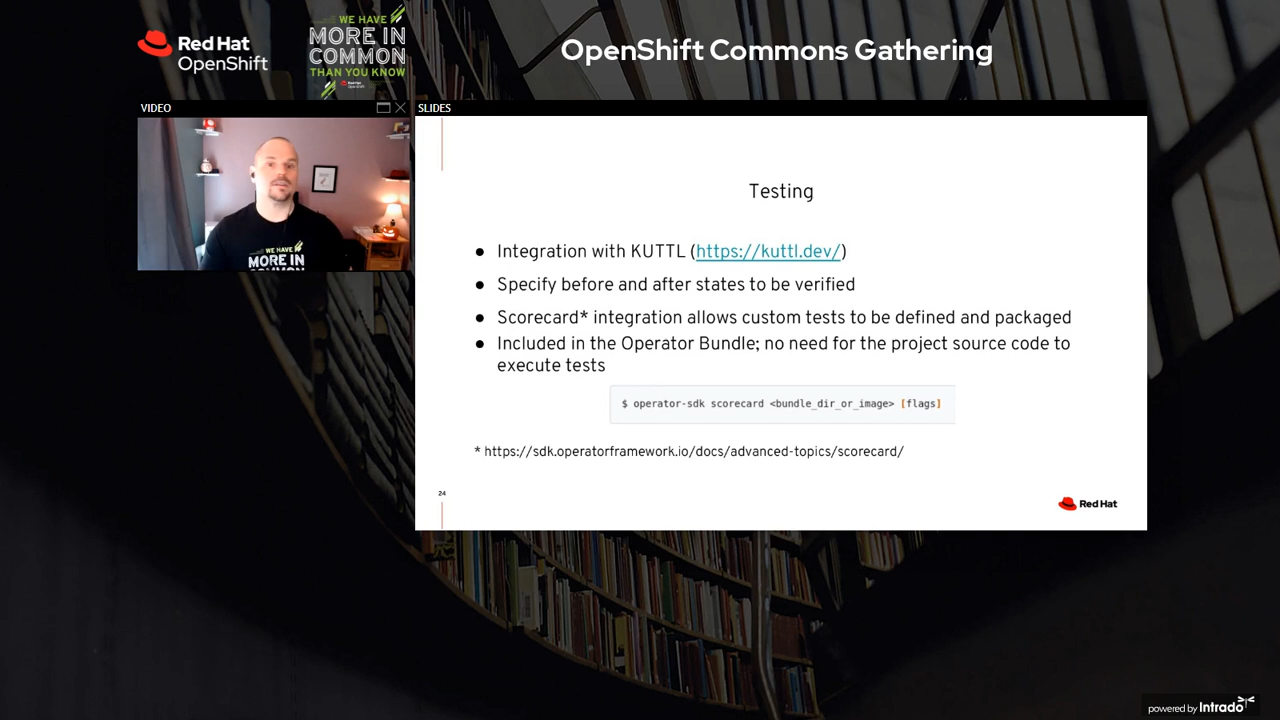 Red Hat
OpenShift
WE HAVE
MORE IN
COMMON
THAN YOU KNOW
Red Hat
OpenShift
OpenShift Commons Gathering
VIDEO
SLIDES
WE HAVE
MORE IN
COMMON
Testing
● Integration with KUTTL (https://kuttl.dev/)
● Specify before and after states to be verified
● Scorecard* integration allows custom tests to be defined and packaged
● Included in the Operator Bundle; no need for the project source code to
execute tests
$ operator-sdk scorecard <bundle_dir_or_image> [flags]
* https://sdk.operatorframework.io/docs/advanced-topics/scorecard/
24
Red Hat
powered by Intrado